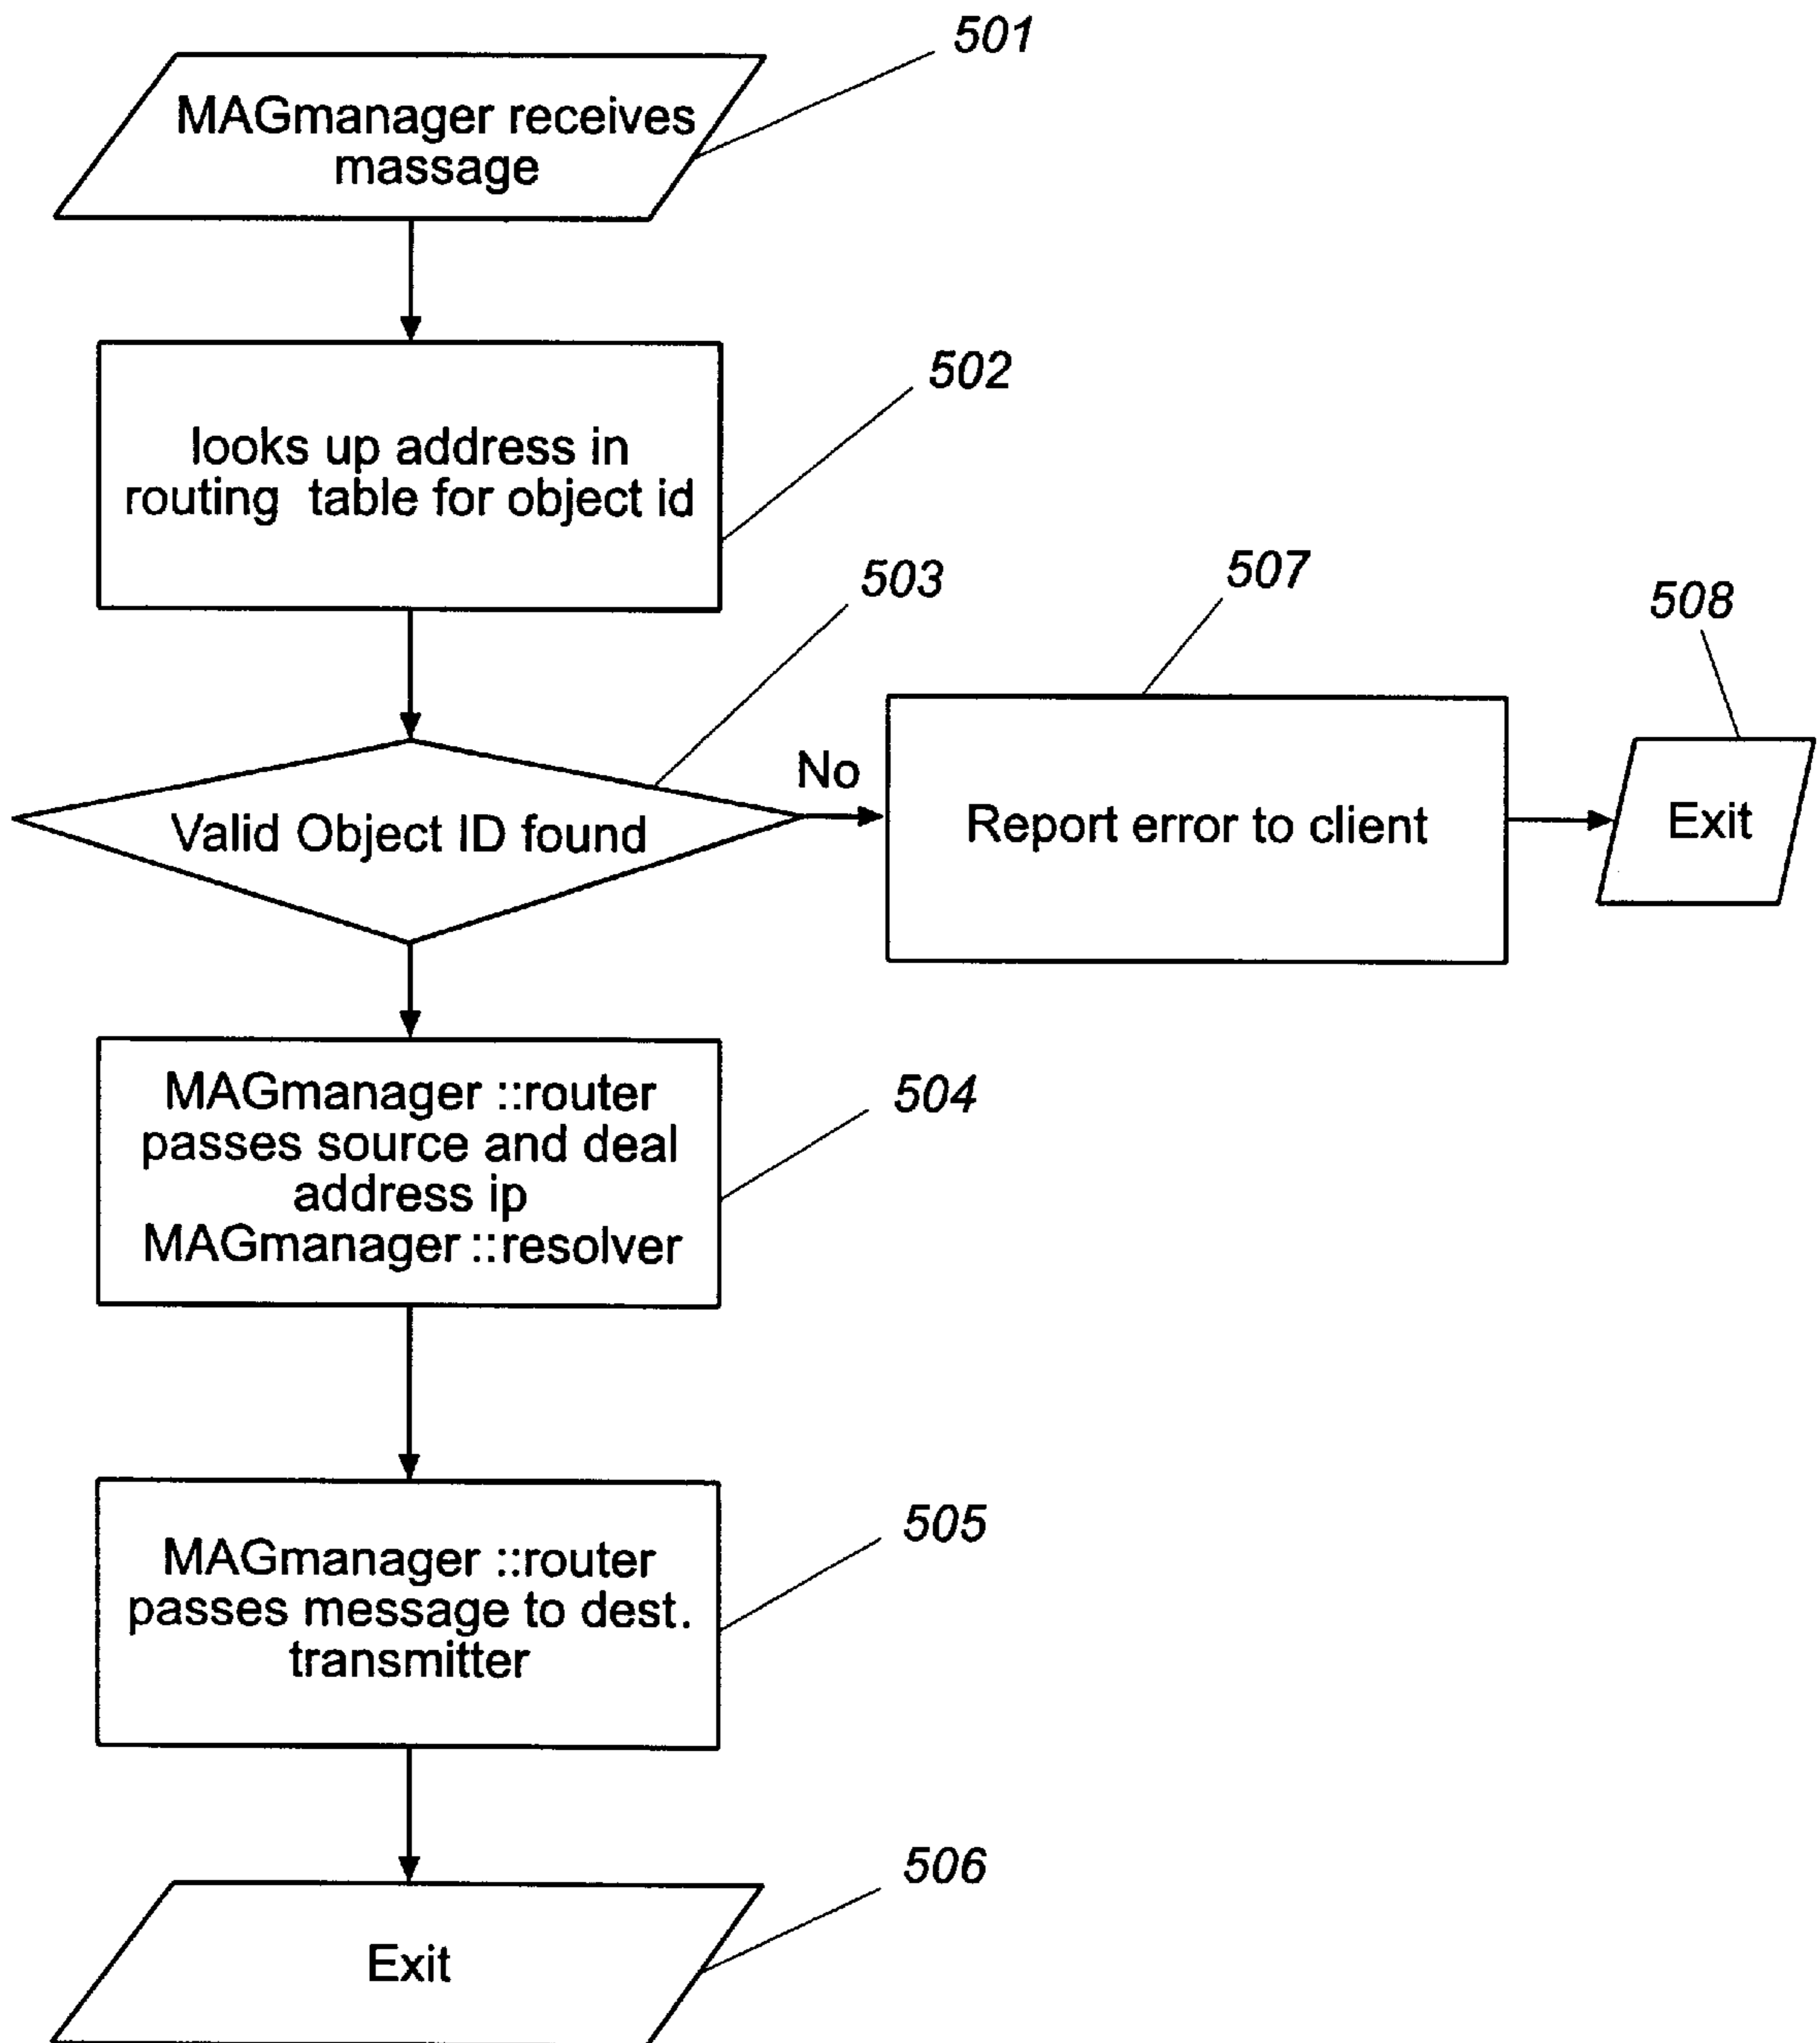 501
MAGmanager receives
massage
502
looks up address in
routing table for object id
503
507
508
No
Valid Object ID found
Report error to client
Exit
MAGmanager ::router
passes source and deal
address ip
MAGmanager ::resolver
504
505
MAGmanager ::router
passes message to dest.
transmitter
506
Exit